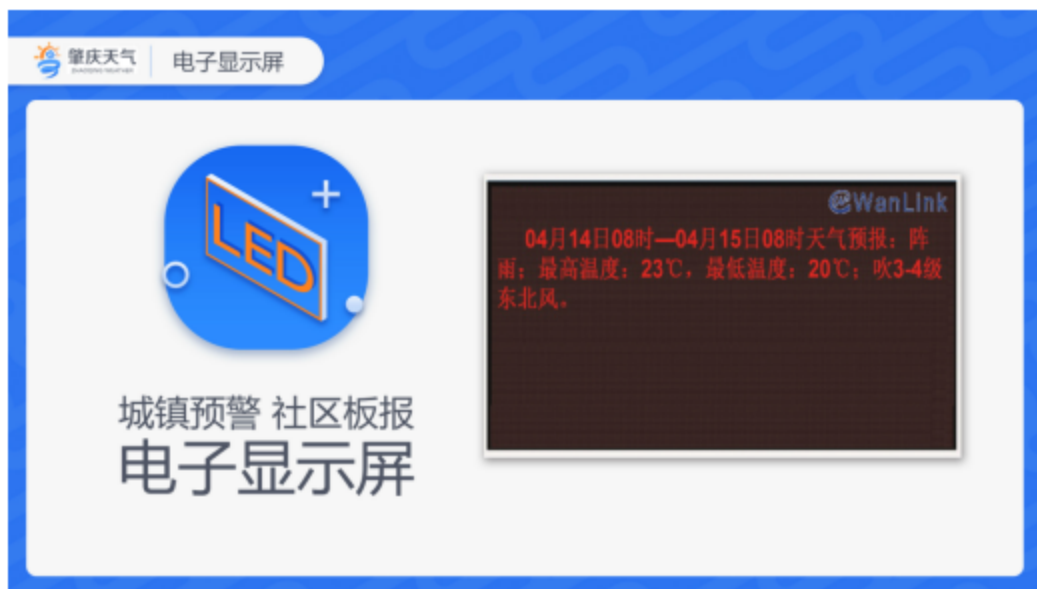 肇庆天气
ZHAOQING WEATHER
电子显示屏
LED
城镇预警 社区板报
电子显示屏
WanLink
04月14日08时—04月15日08时天气预报：阵
雨；最高温度：23℃，最低温度：20℃；吹3-4级
东北风。